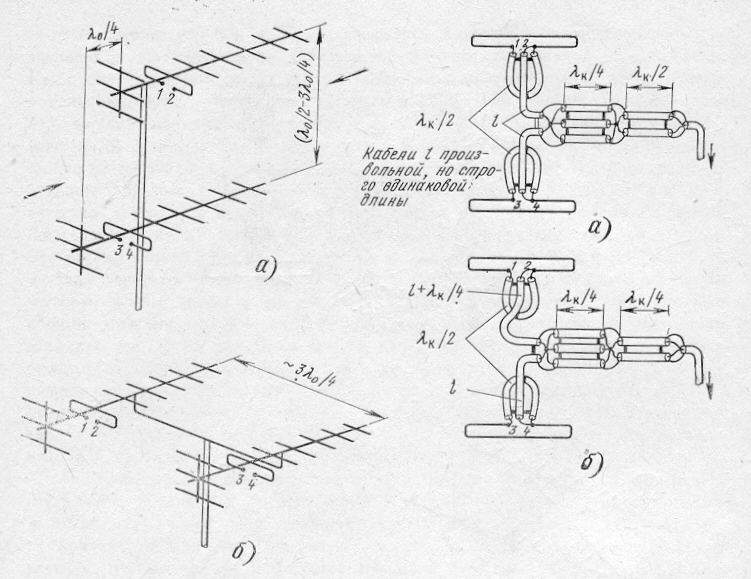 λ₀/4
1 2
(λ₀/2-3λ₀/4)
3 4
а)
~3λ₀/4
1 2
3 4
б)
1 2
λк/4
λк/2
λк/2
l
Кабели l произ-
вольной, но стро-
го одинаковой
длины
3 4
а)
1 2
l+λк/4
λк/4
λк/4
λк/2
l
3 4
б)